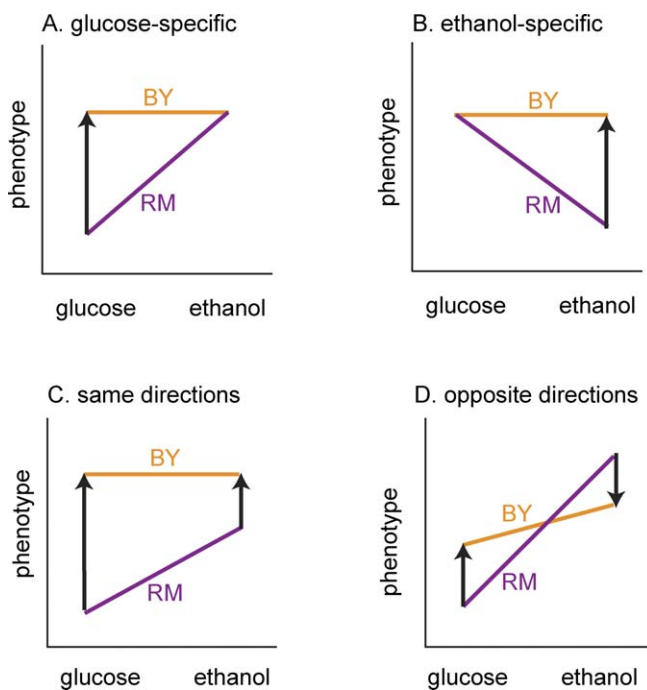 A. glucose-specific
phenotype
BY
RM
glucose ethanol
B. ethanol-specific
phenotype
BY
RM
glucose ethanol
C. same directions
phenotype
BY
RM
glucose ethanol
D. opposite directions
phenotype
BY
RM
glucose ethanol